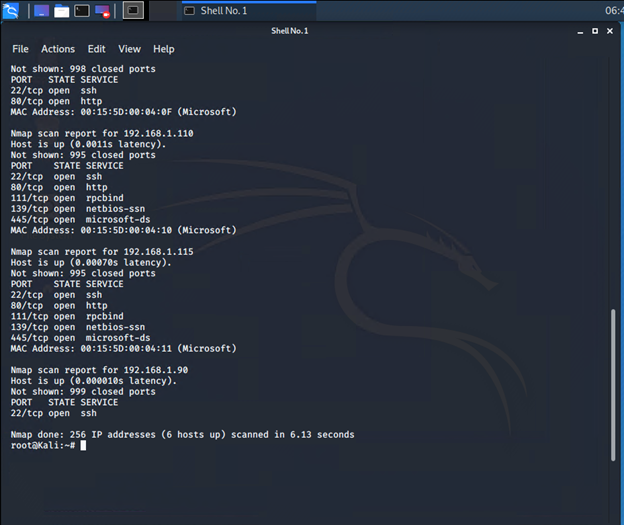 Shell No. 1
06:4
Shell No. 1
File Actions Edit View Help
Not shown: 998 closed ports
PORT   STATE SERVICE
22/tcp open  ssh
80/tcp open  http
MAC Address: 00:15:5D:00:04:0F (Microsoft)
Nmap scan report for 192.168.1.110
Host is up (0.0011s latency).
Not shown: 995 closed ports
PORT    STATE SERVICE
22/tcp  open  ssh
80/tcp  open  http
111/tcp open  rpcbind
139/tcp open  netbios-ssn
445/tcp open  microsoft-ds
MAC Address: 00:15:5D:00:04:10 (Microsoft)
Nmap scan report for 192.168.1.115
Host is up (0.00070s latency).
Not shown: 995 closed ports
PORT    STATE SERVICE
22/tcp  open  ssh
80/tcp  open  http
111/tcp open  rpcbind
139/tcp open  netbios-ssn
445/tcp open  microsoft-ds
MAC Address: 00:15:5D:00:04:11 (Microsoft)
Nmap scan report for 192.168.1.90
Host is up (0.000010s latency).
Not shown: 999 closed ports
PORT   STATE SERVICE
22/tcp open  ssh
Nmap done: 256 IP addresses (6 hosts up) scanned in 6.13 seconds
root@Kali:~#